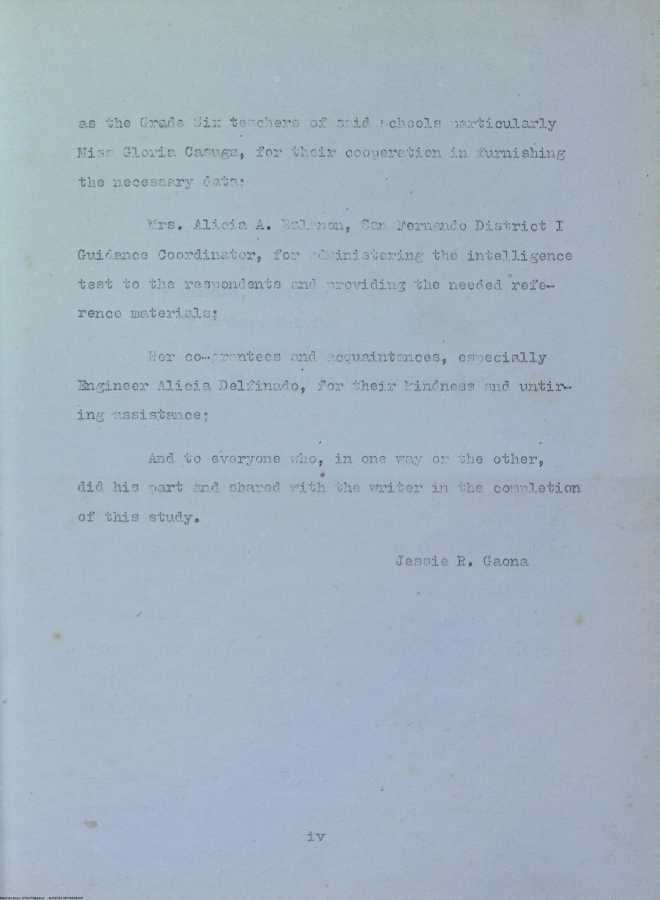 as the Grade Six teachers of said schools particularly
Miss Gloria Casuga, for their cooperation in furnishing
the necessary data;
Mrs. Alicia A. San Fernando District I
Guidance Coordinator, for administering the intelligence
test to the respondents and providing the needed refe-
rence materials;
Her co-grantees and acquaintances, especially
Engineer Alicia Delfinado, for their kindness and untir-
ing assistance;
And to everyone who, in one way or the other,
did his part and shared with the writer in the completion
of this study.
Jessie R. Gaona
iv